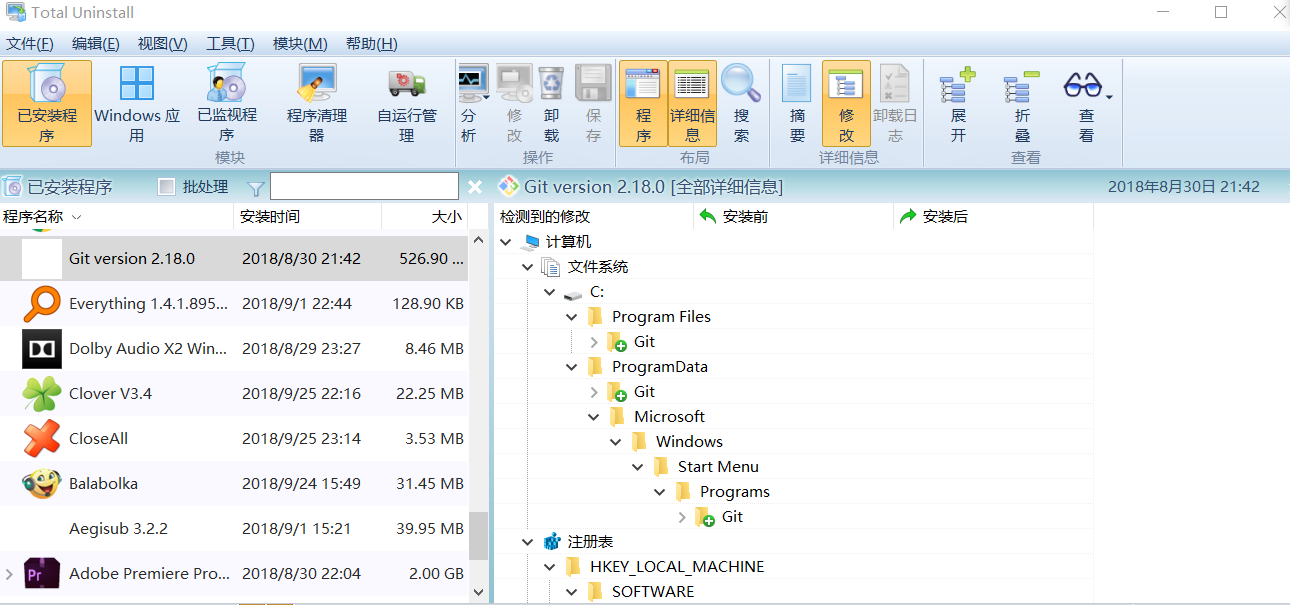 Total Uninstall
文件(F) 编辑(E) 视图(V) 工具(T) 模块(M) 帮助(H)
已安装程序 Windows 应用 已监视程序 程序清理器 自运行管理 分析 修改 卸载 保存 程序 详细信息 搜索 摘要 修改 卸载日志 展开 折叠 查看
模块 操作 布局 详细信息 查看
已安装程序 批处理 Git version 2.18.0 [全部详细信息] 2018年8月30日 21:42
程序名称 安装时间 大小 检测到的修改 安装前 安装后
Git version 2.18.0 2018/8/30 21:42 526.90 ...
Everything 1.4.1.895... 2018/9/1 22:44 128.90 KB
Dolby Audio X2 Win... 2018/8/29 23:27 8.46 MB
Clover V3.4 2018/9/25 22:16 22.25 MB
CloseAll 2018/9/25 23:14 3.53 MB
Balabolka 2018/9/24 15:49 31.45 MB
Aegisub 3.2.2 2018/9/1 15:21 39.95 MB
Pr Adobe Premiere Pro... 2018/8/30 22:04 2.00 GB
计算机
文件系统
C:
Program Files
Git
ProgramData
Git
Microsoft
Windows
Start Menu
Programs
Git
注册表
HKEY_LOCAL_MACHINE
SOFTWARE